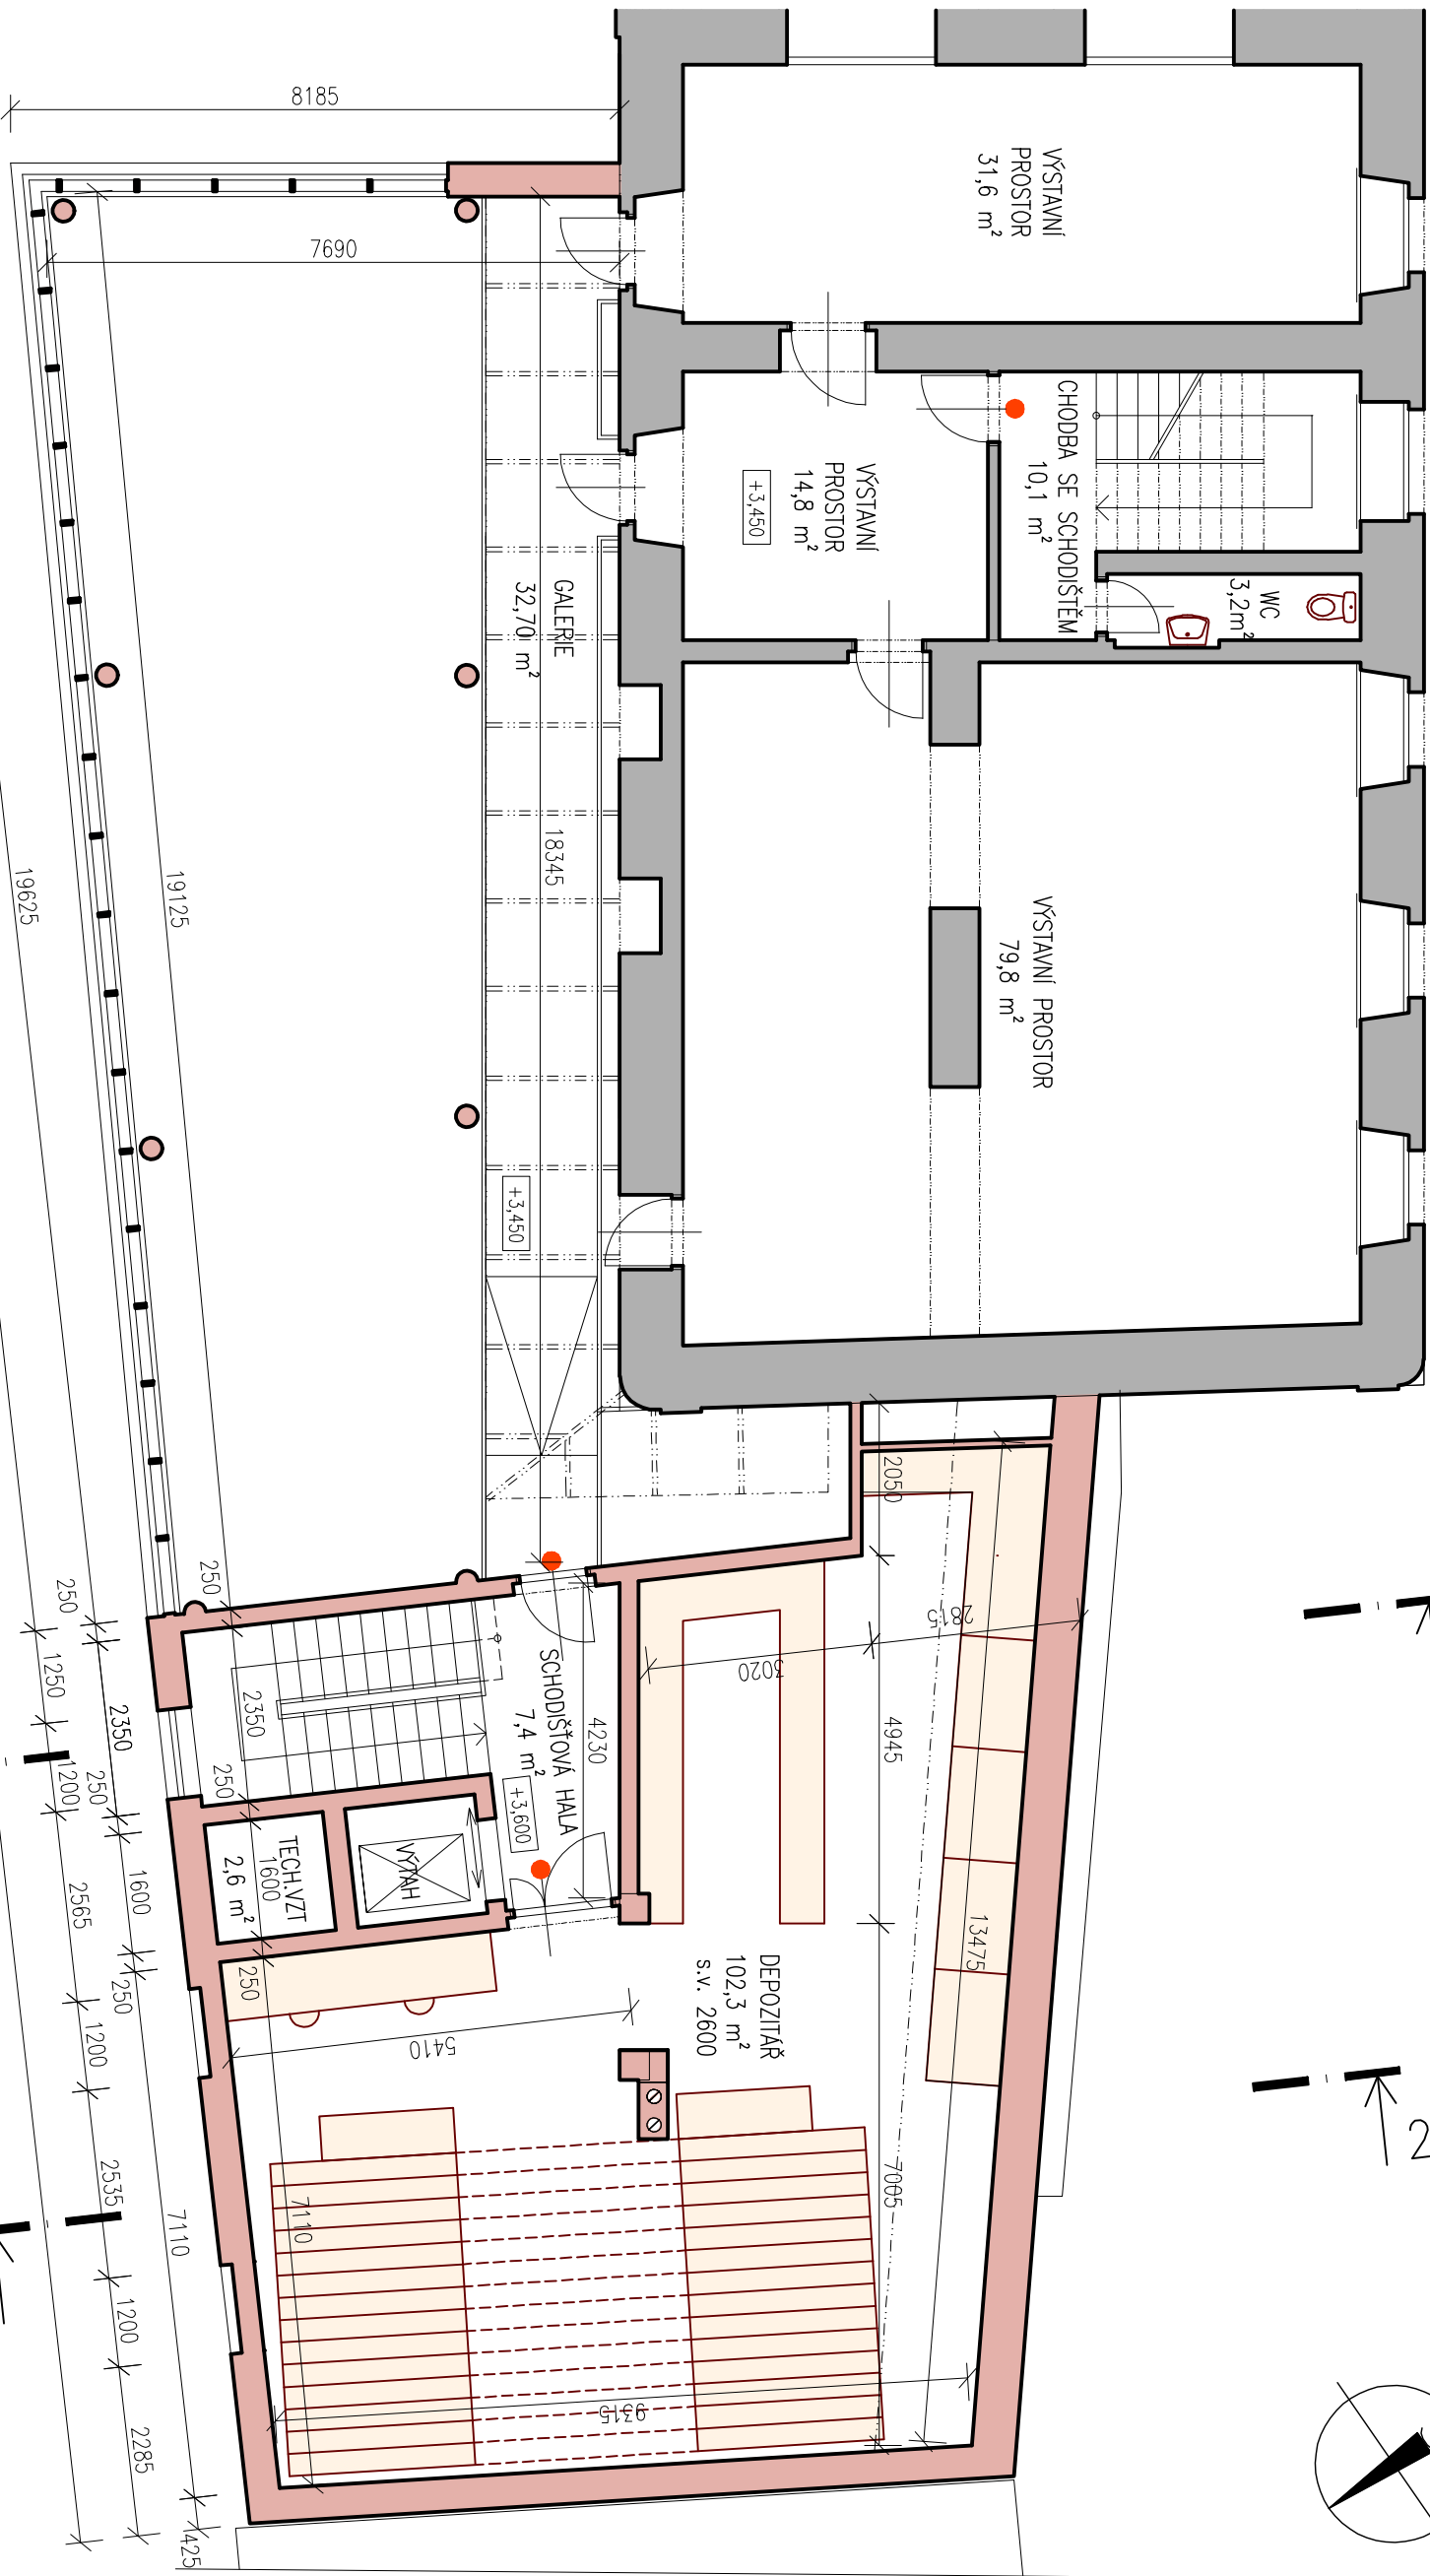 8185
7690
VÝSTAVNÍ
PROSTOR
31,6 m²
CHODBA SE SCHODIŠTĚM
10,1 m²
WC
3,2m²
VÝSTAVNÍ
PROSTOR
14,8 m²
+3,450
GALERIE
32,70 m²
18345
VÝSTAVNÍ PROSTOR
79,8 m²
+3,450
19125
19625
2050
2815
3020
4945
13475
7005
SCHODIŠŤOVÁ HALA
7,4 m²
+3,600
4230
2350
250
250
VÝTAH
TECH.VZT
1600
2,6 m²
250
5410
DEPOZITÁŘ
102,3 m²
s.v. 2600
7110
9315
250
2350
250
1600
250
7110
425
1250
1200
2565
1200
2535
1200
2285
2